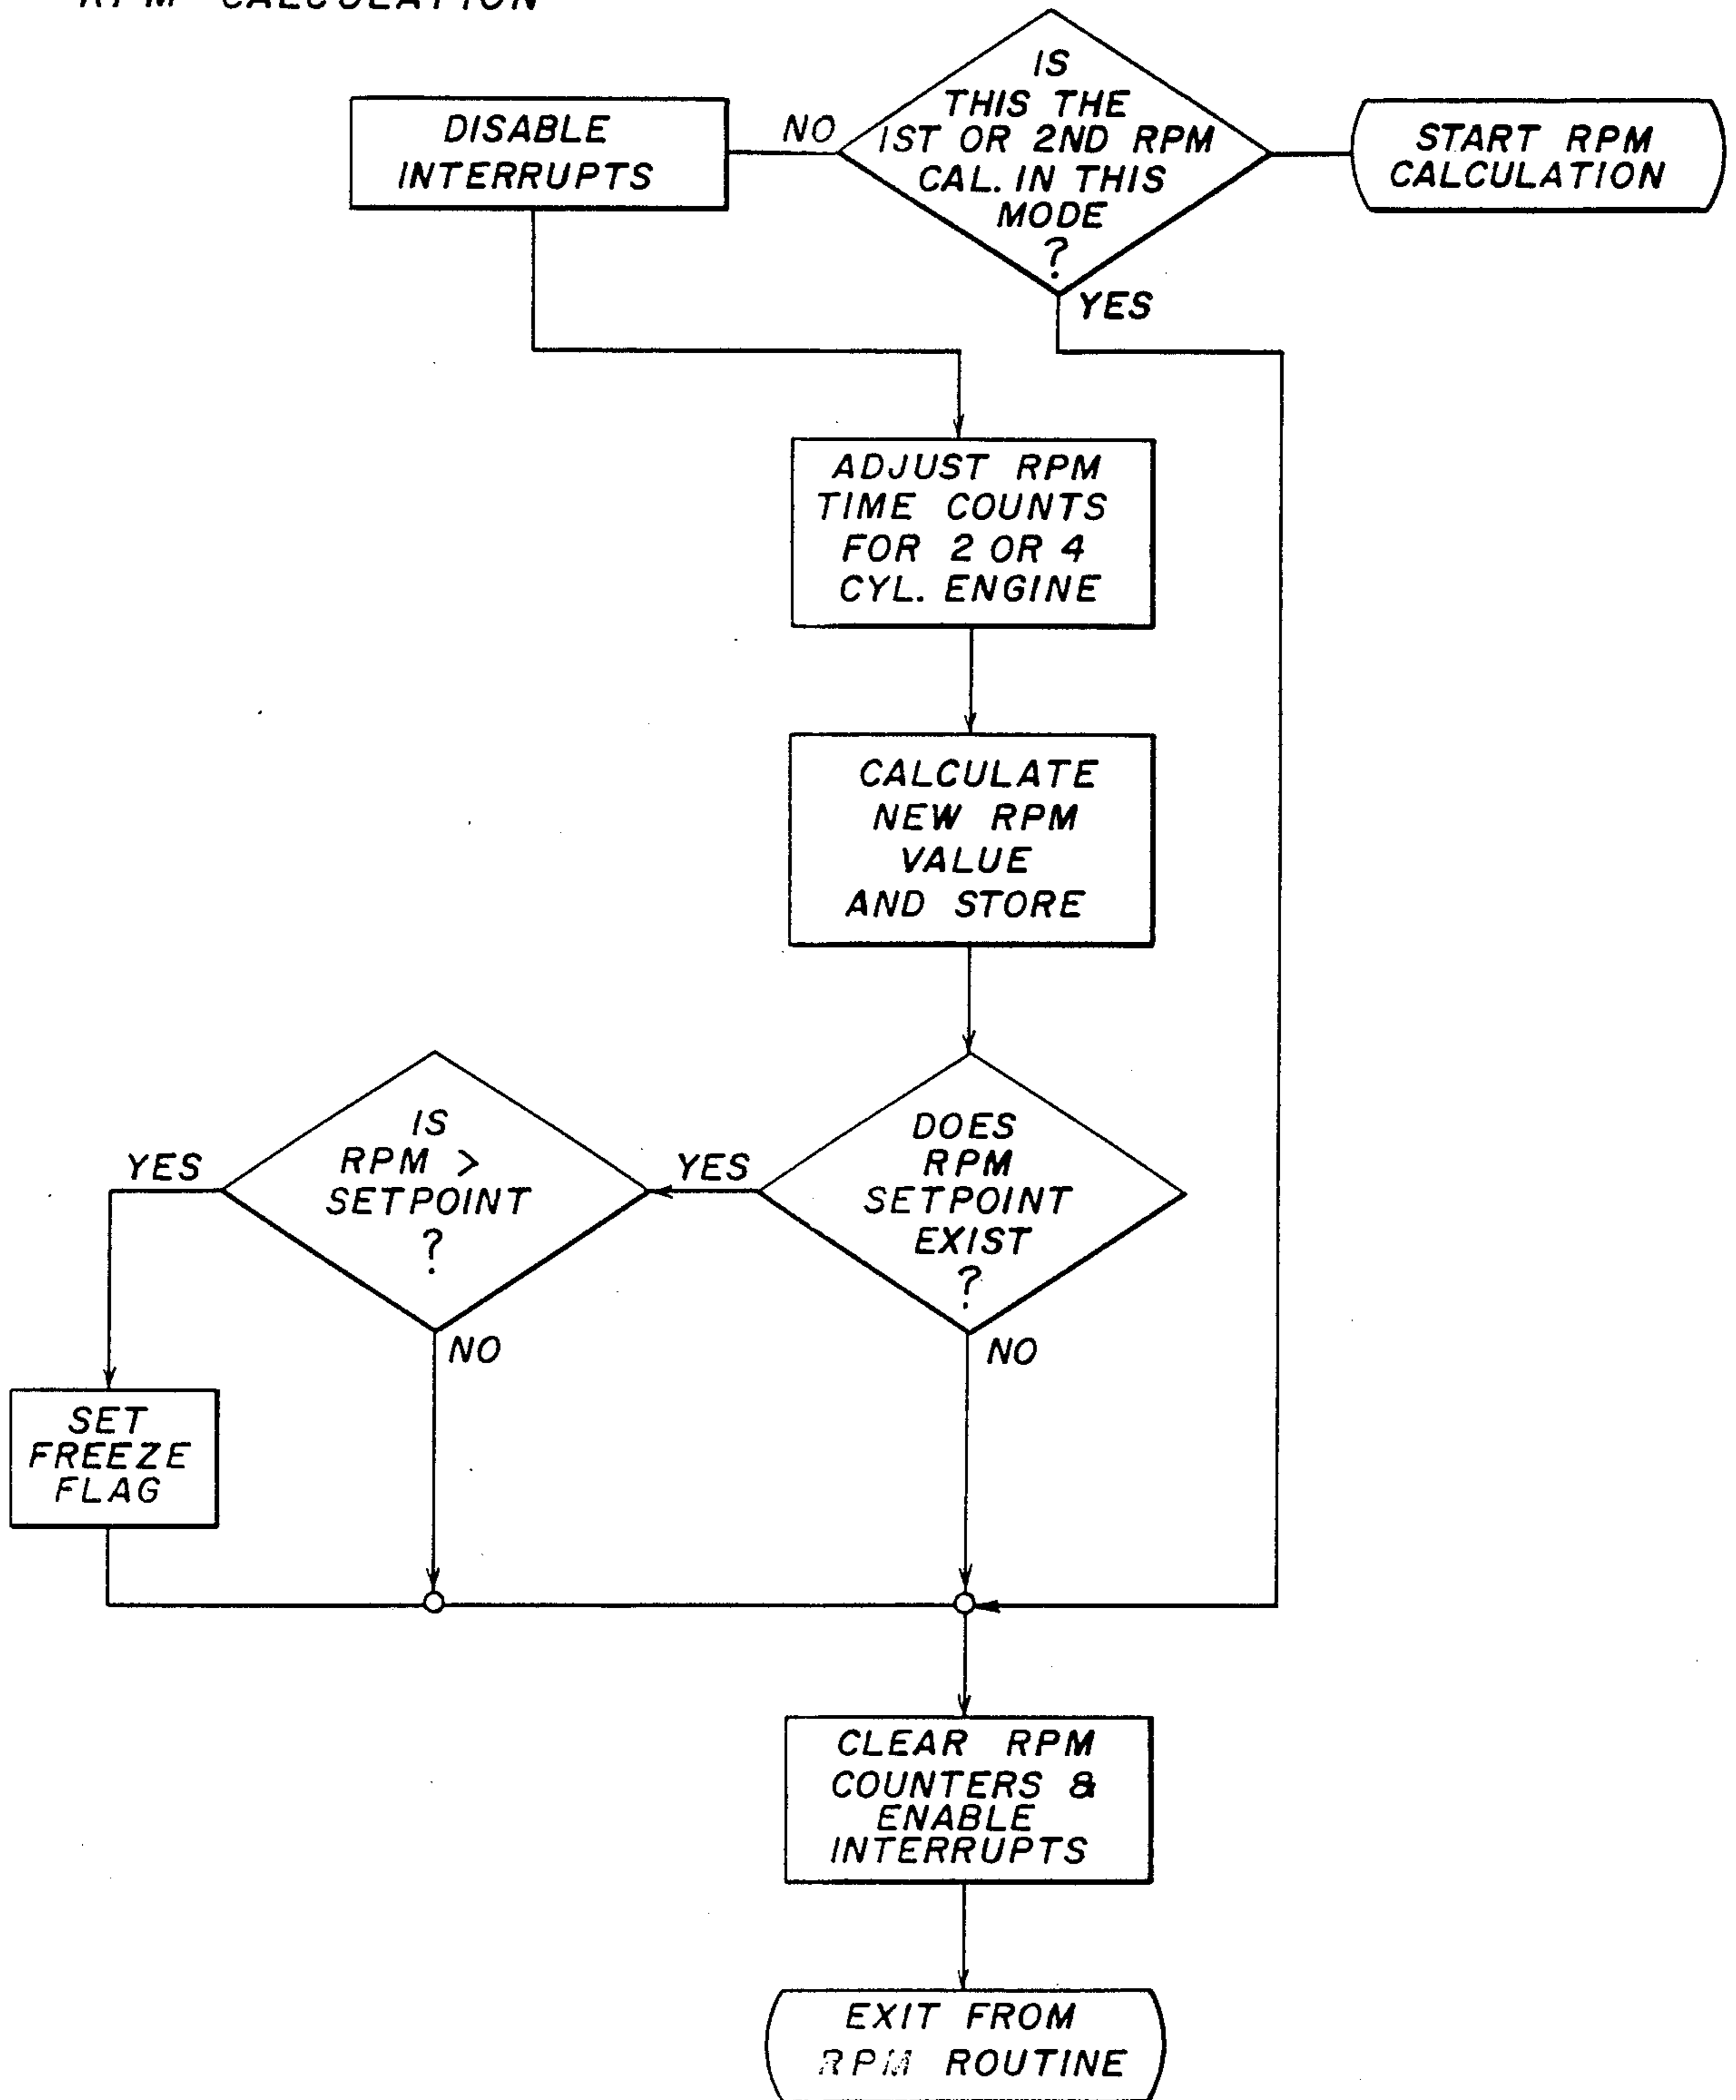 RPM CALCULATION
IS
THIS THE
1ST OR 2ND RPM
CAL. IN THIS
MODE
?
NO
YES
DISABLE
INTERRUPTS
START RPM
CALCULATION
ADJUST RPM
TIME COUNTS
FOR 2 OR 4
CYL. ENGINE
CALCULATE
NEW RPM
VALUE
AND STORE
DOES
RPM
SETPOINT
EXIST
?
YES
NO
IS
RPM >
SETPOINT
?
YES
NO
SET
FREEZE
FLAG
CLEAR RPM
COUNTERS &
ENABLE
INTERRUPTS
EXIT FROM
RPM ROUTINE